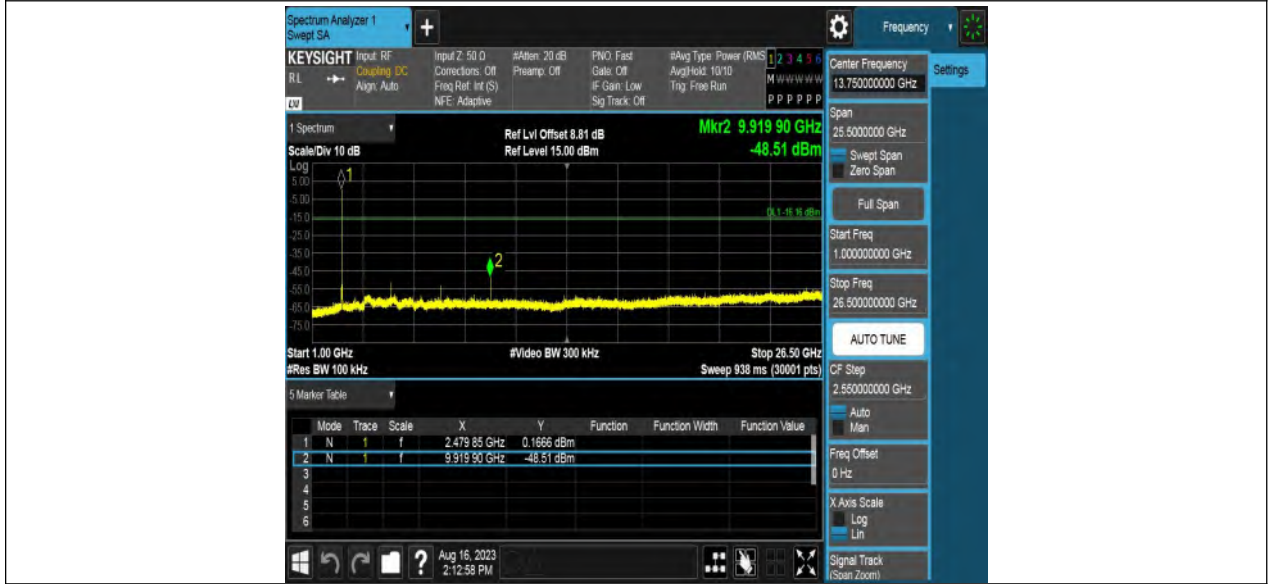 Spectrum Analyzer 1
Swept SA
+
Frequency
KEYSIGHT
RL
LXI
Input: RF
Coupling: DC
Align: Auto
Input Z: 50 Ω
Corrections: Off
Freq Ref: Int (S)
NFE: Adaptive
#Atten: 20 dB
Preamp: Off
PNO: Fast
Gate: Off
IF Gain: Low
Sig Track: Off
#Avg Type: Power (RMS
Avg|Hold: 10/10
Trig: Free Run
1 2 3 4 5 6
M W W W W W
P P P P P P
1 Spectrum
Scale/Div 10 dB
Ref Lvl Offset 8.81 dB
Ref Level 15.00 dBm
Mkr2 9.919 90 GHz
-48.51 dBm
Log
5.00
-5.00
-15.0
-25.0
-35.0
-45.0
-55.0
-65.0
-75.0
1
2
DL1 -16.16 dBm
Start 1.00 GHz
#Video BW 300 kHz
Stop 26.50 GHz
#Res BW 100 kHz
Sweep 938 ms (30001 pts)
5 Marker Table
Mode Trace Scale X Y Function Function Width Function Value
1 N 1 f 2.479 85 GHz 0.1666 dBm
2 N 1 f 9.919 90 GHz -48.51 dBm
3
4
5
6
?
Aug 16, 2023
2:12:58 PM
Center Frequency
13.750000000 GHz
Settings
Span
25.5000000 GHz
Swept Span
Zero Span
Full Span
Start Freq
1.000000000 GHz
Stop Freq
26.500000000 GHz
AUTO TUNE
CF Step
2.550000000 GHz
Auto
Man
Freq Offset
0 Hz
X Axis Scale
Log
Lin
Signal Track
(Span Zoom)